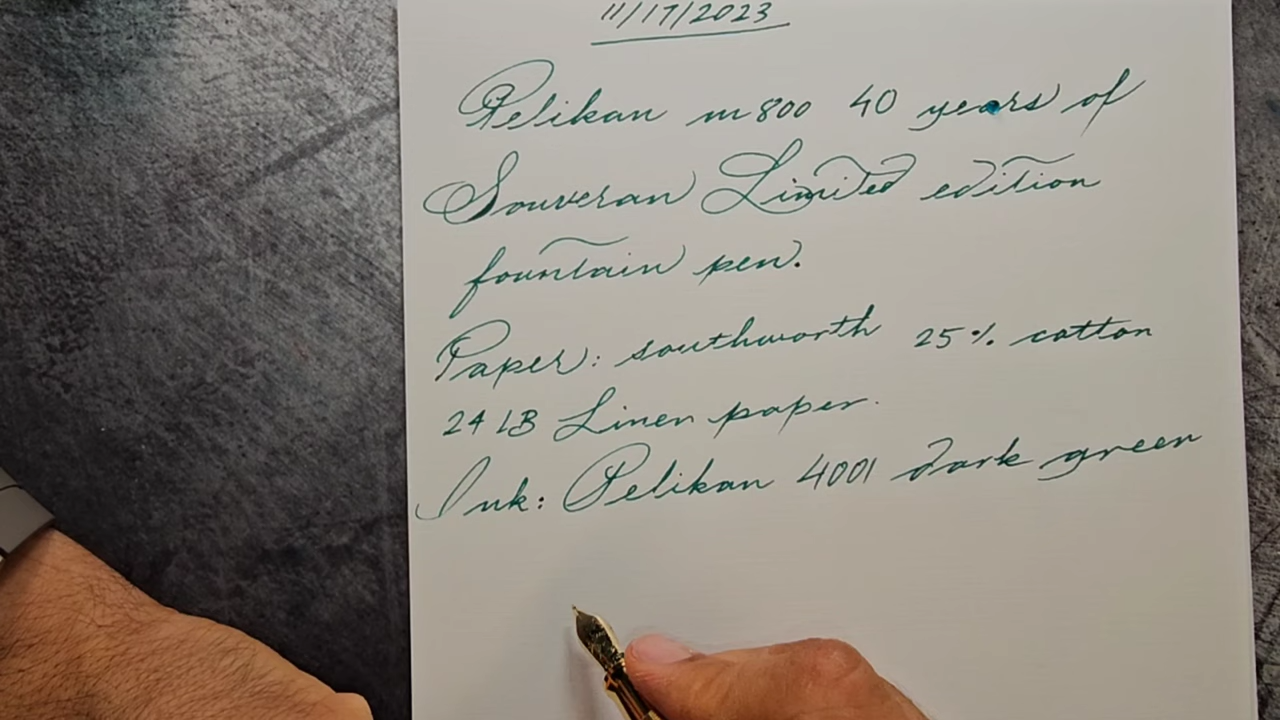 11/17/2023
Pelikan m800 40 years of
Souveran Limited edition
fountain pen.
Paper: southworth 25% cotton
24 LB Linen paper.
Ink: Pelikan 4001 dark green